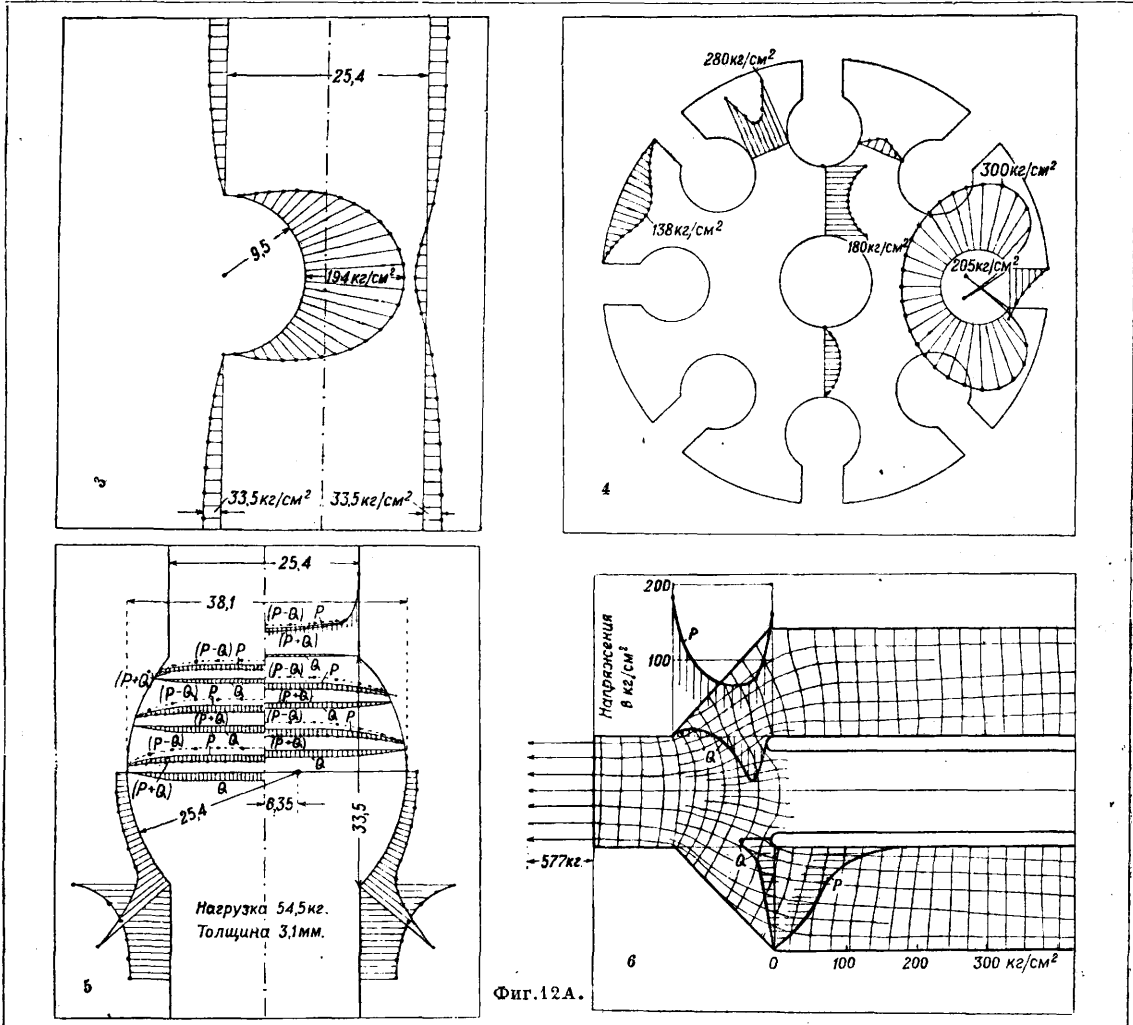 25,4
9,5
194 кг/см²
33,5 кг/см²
33,5 кг/см²
3
280 кг/см²
300 кг/см²
138 кг/см²
180 кг/см²
205 кг/см²
4
25,4
38,1
(P-Q) P
(P+Q)
(P-Q) P
Q
P
(P+Q)
(P-Q)
(P-Q) P Q
(P+Q)
(P+Q)
(P-Q)
Q P
(P-Q) P Q
(P+Q)
Q
(P+Q)
Q
25,4
8,35
33,5
Нагрузка 54,5 кг.
Толщина 3,1 мм.
5
200
100
Напряжения
в кг/см²
P
Q
577 кг.
Q
P
6
0 100 200 300 кг/см²
Фиг. 12А.